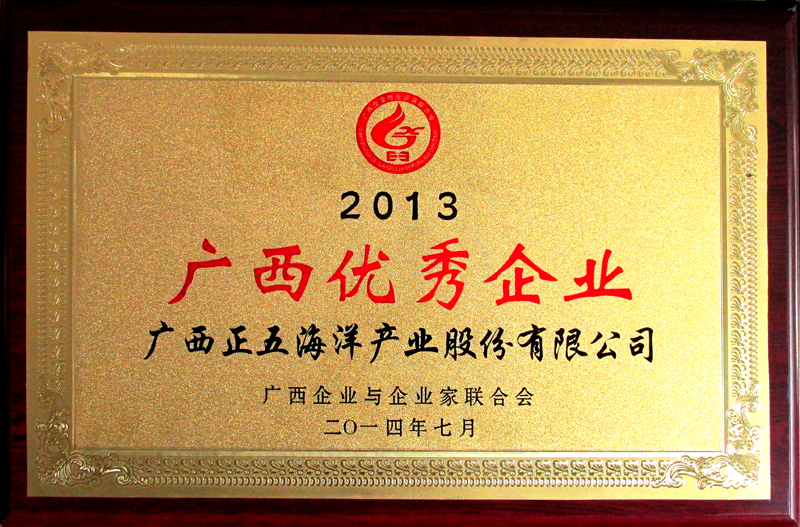 2013
广西优秀企业
广西正五海洋产业股份有限公司
广西企业与企业家联合会
二〇一四年七月